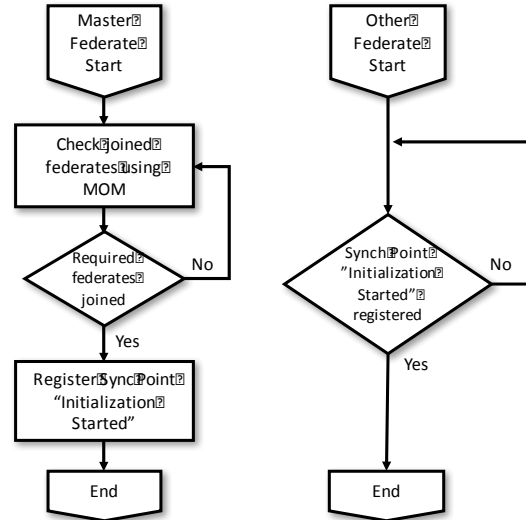 Master
Federate
Start
Check joined
federates using
MOM
Required
federates
joined
No
Yes
Register Sync Point
“Initialization
Started”
End
Other
Federate
Start
Synch Point
”Initialization
Started”
registered
No
Yes
End